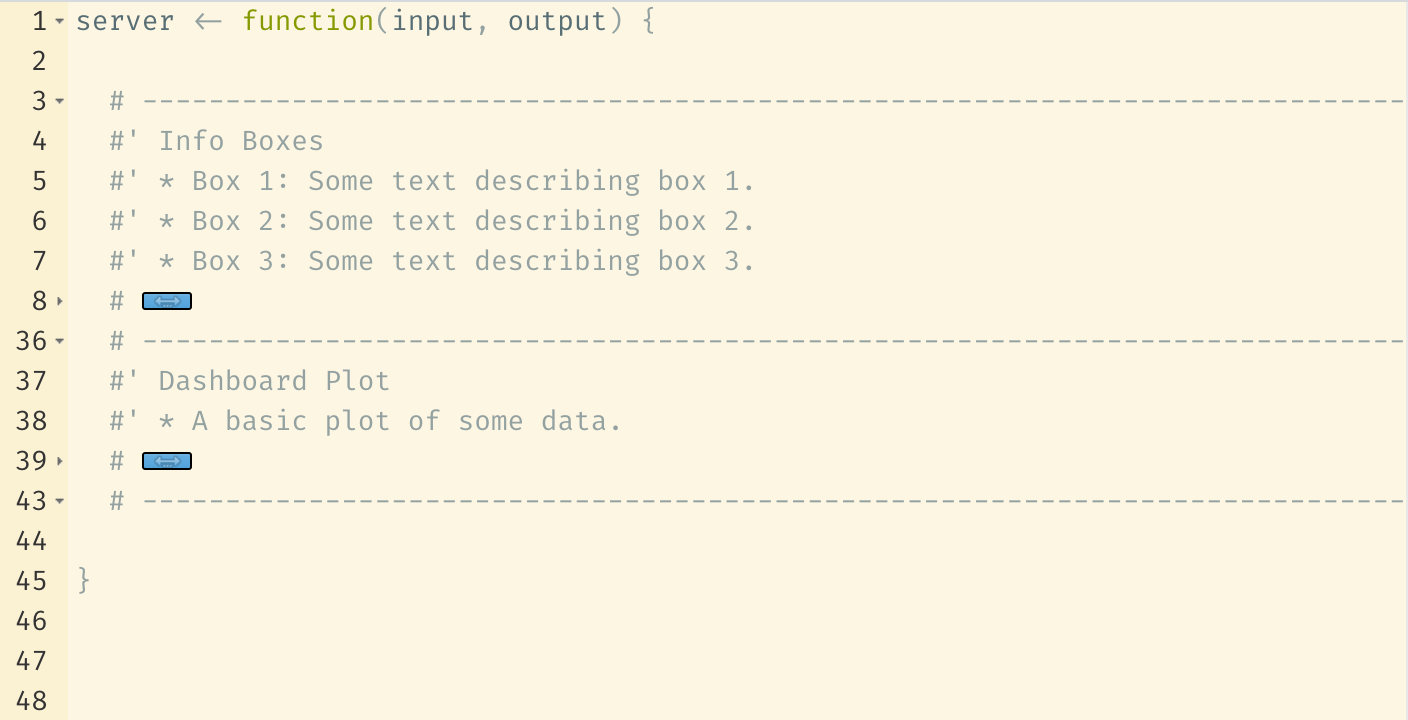 1 server <- function(input, output) {
2
3 # -----------------------------------------------------------------------------
4 #' Info Boxes
5 #' * Box 1: Some text describing box 1.
6 #' * Box 2: Some text describing box 2.
7 #' * Box 3: Some text describing box 3.
8 #
36 # -----------------------------------------------------------------------------
37 #' Dashboard Plot
38 #' * A basic plot of some data.
39 #
43 # -----------------------------------------------------------------------------
44
45 }
46
47
48